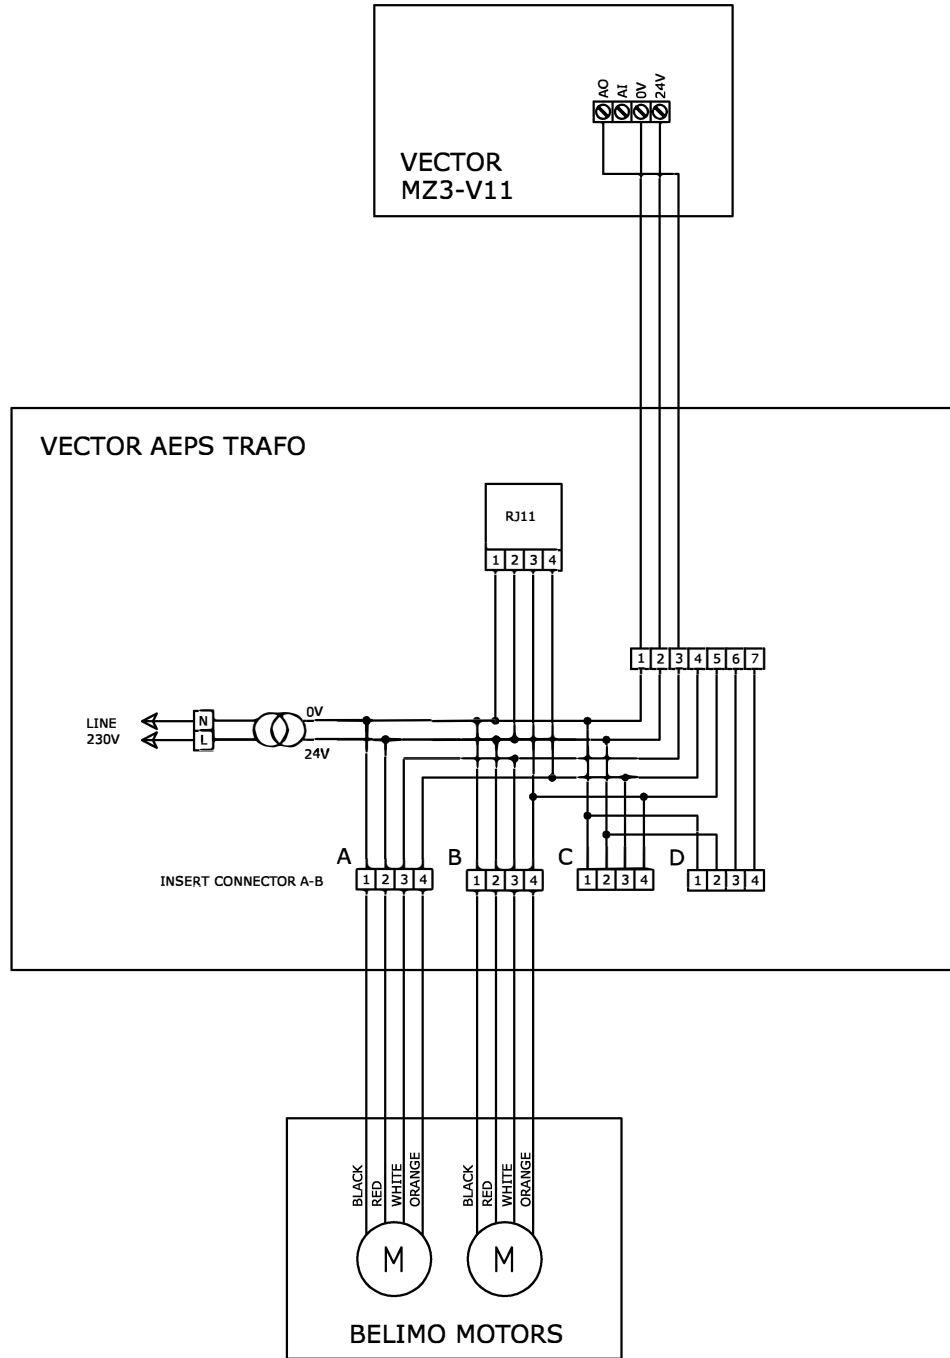 AO AI 0V 24V
VECTOR
MZ3-V11
VECTOR AEPS TRAFO
RJ11
1 2 3 4
1 2 3 4 5 6 7
LINE
230V
N
L
0V
24V
A B C D
INSERT CONNECTOR A-B
1 2 3 4 1 2 3 4 1 2 3 4 1 2 3 4
BLACK RED WHITE ORANGE BLACK RED WHITE ORANGE
M M
BELIMO MOTORS